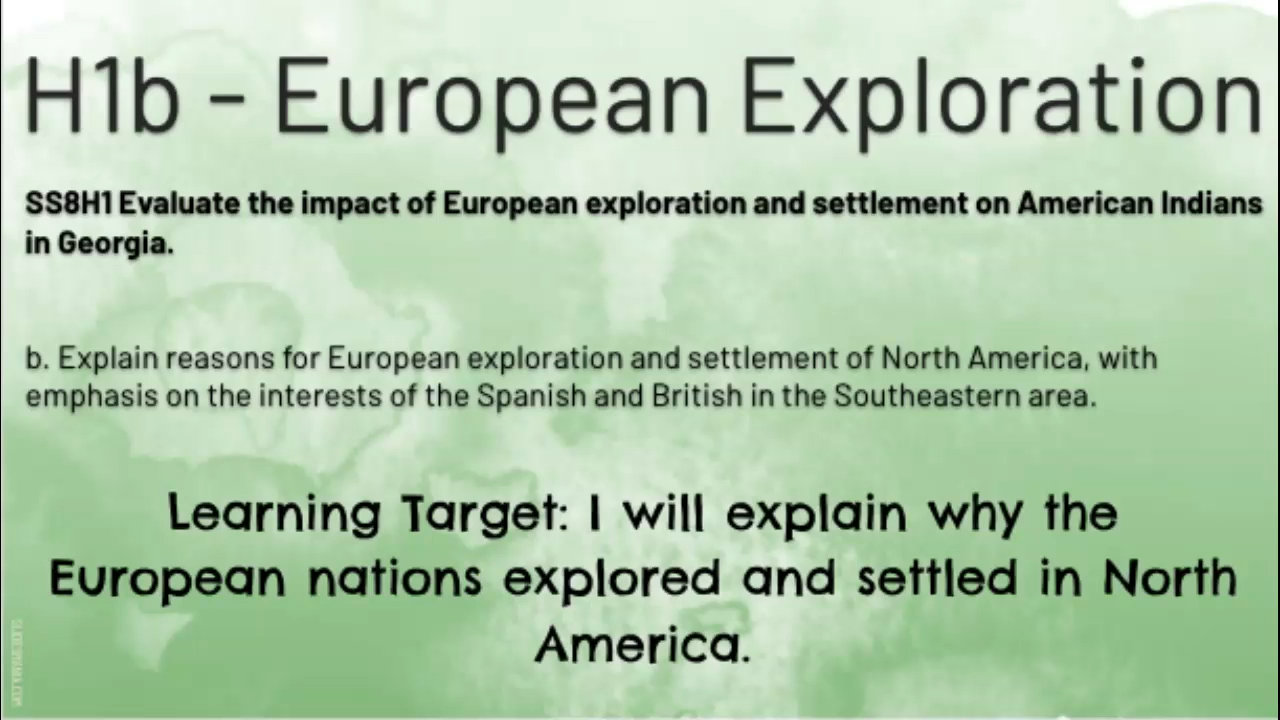 H1b - European Exploration
SS8H1 Evaluate the impact of European exploration and settlement on American Indians
in Georgia.
b. Explain reasons for European exploration and settlement of North America, with
emphasis on the interests of the Spanish and British in the Southeastern area.
Learning Target: I will explain why the
European nations explored and settled in North
America.